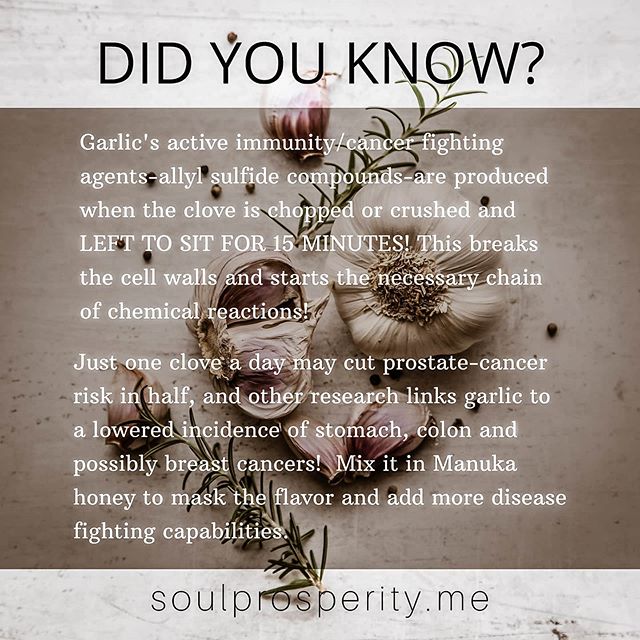 DID YOU KNOW?
Garlic's active immunity/cancer fighting
agents-allyl sulfide compounds-are produced
when the clove is chopped or crushed and
LEFT TO SIT FOR 15 MINUTES! This breaks
the cell walls and starts the necessary chain
of chemical reactions!
Just one clove a day may cut prostate-cancer
risk in half, and other research links garlic to
a lowered incidence of stomach, colon and
possibly breast cancers! Mix it in Manuka
honey to mask the flavor and add more disease
fighting capabilities.
soulprosperity.me